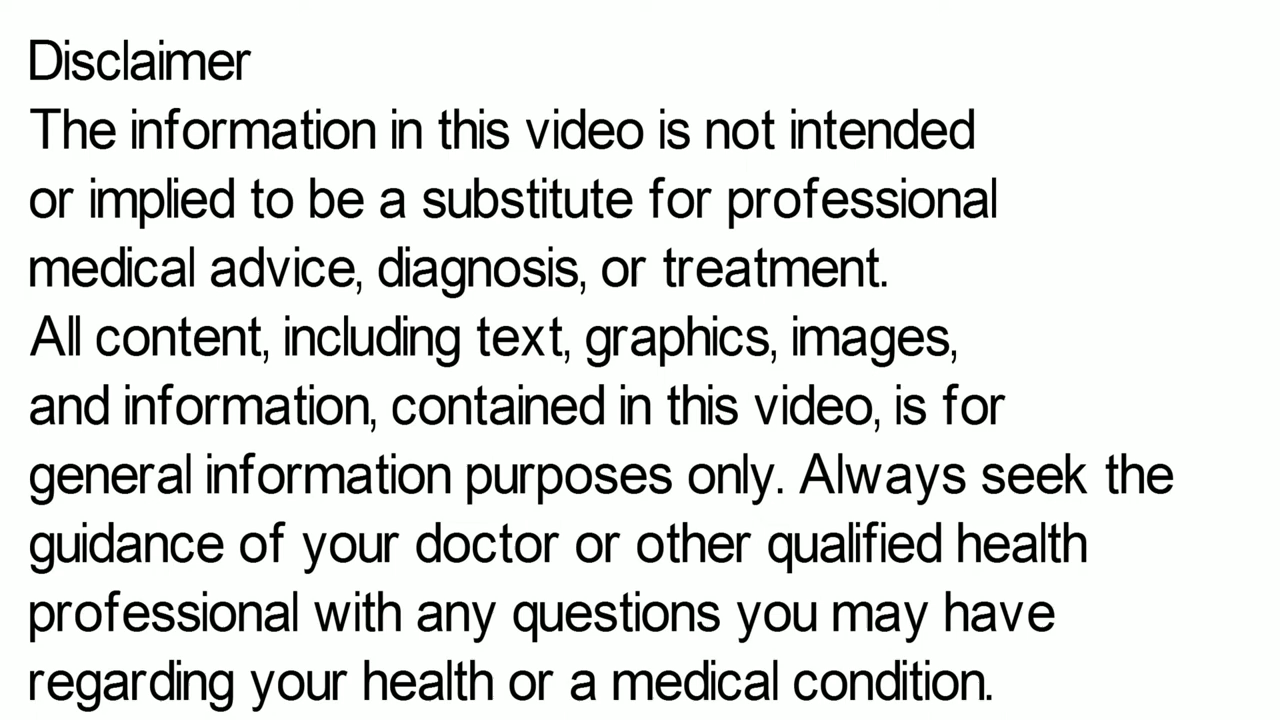 Disclaimer
The information in this video is not intended
or implied to be a substitute for professional
medical advice, diagnosis, or treatment.
All content, including text, graphics, images,
and information, contained in this video, is for
general information purposes only. Always seek the
guidance of your doctor or other qualified health
professional with any questions you may have
regarding your health or a medical condition.